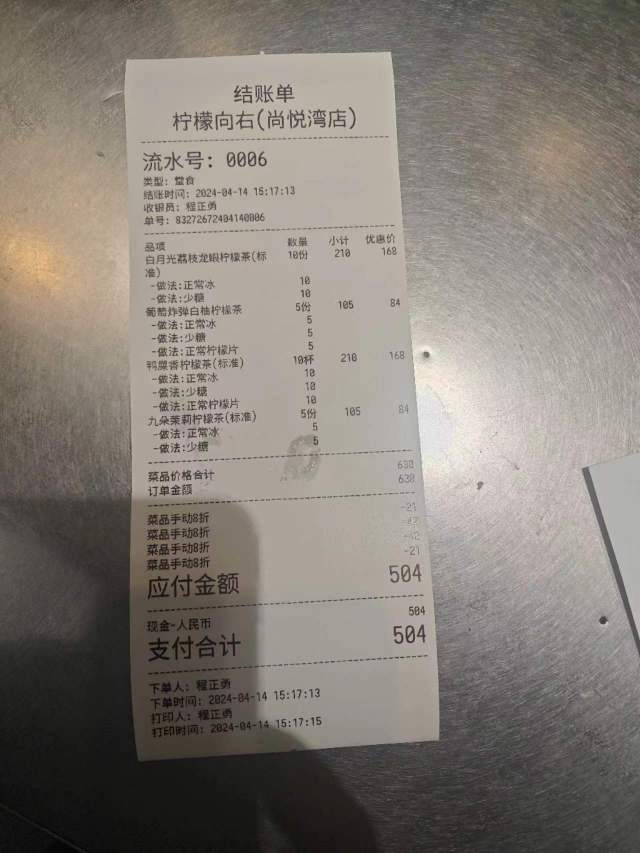 结账单
柠檬向右(尚悦湾店)
流水号: 0006
类型: 堂食
结账时间: 2024-04-14 15:17:13
收银员: 程正勇
单号: 83272672404140006
品项 数量 小计 优惠价
白月光荔枝龙眼柠檬茶(标 10份 210 168
准)
-做法:正常冰 10
-做法:少糖 10
葡萄炸弹白柚柠檬茶 5份 105 84
-做法:正常冰 5
-做法:少糖 5
-做法:正常柠檬片 5
鸭屎香柠檬茶(标准) 10杯 210 168
-做法:正常冰 10
-做法:少糖 10
-做法:正常柠檬片 10
九朵茉莉柠檬茶(标准) 5份 105 84
-做法:正常冰 5
-做法:少糖 5
菜品价格合计 630
订单金额 630
菜品手动8折 -21
菜品手动8折 -42
菜品手动8折 -42
菜品手动8折 -21
应付金额 504
现金-人民币 504
支付合计 504
下单人: 程正勇
下单时间: 2024-04-14 15:17:13
打印人: 程正勇
打印时间: 2024-04-14 15:17:15